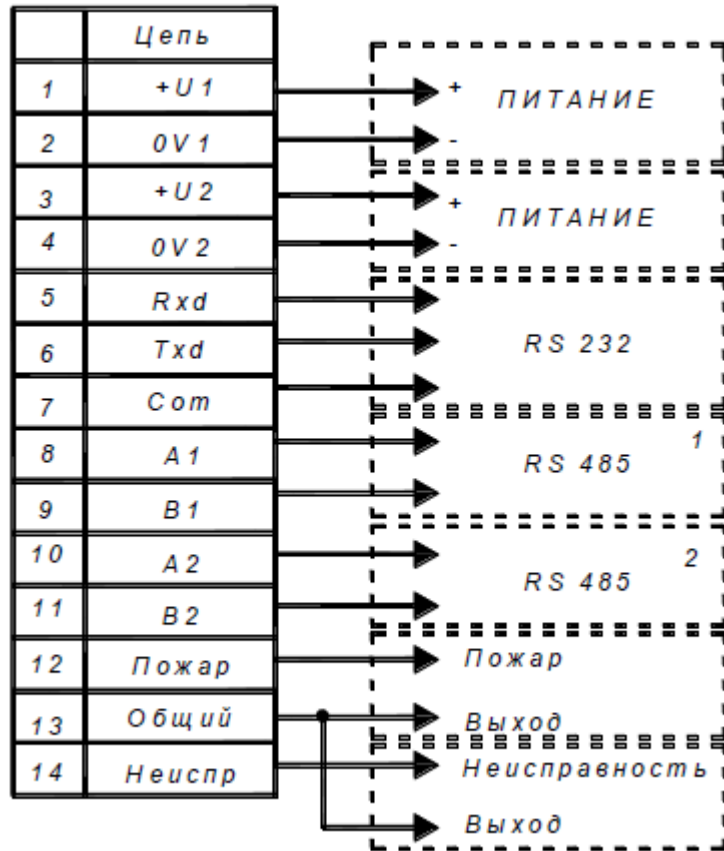 Цепь
1 +U1 + ПИТАНИЕ
2 0V1 -
3 +U2 + ПИТАНИЕ
4 0V2 -
5 Rxd
6 Txd RS 232
7 Com
8 A1 RS 485 1
9 B1
10 A2 RS 485 2
11 B2
12 Пожар Пожар
13 Общий Выход
14 Неиспр Неисправность
Выход